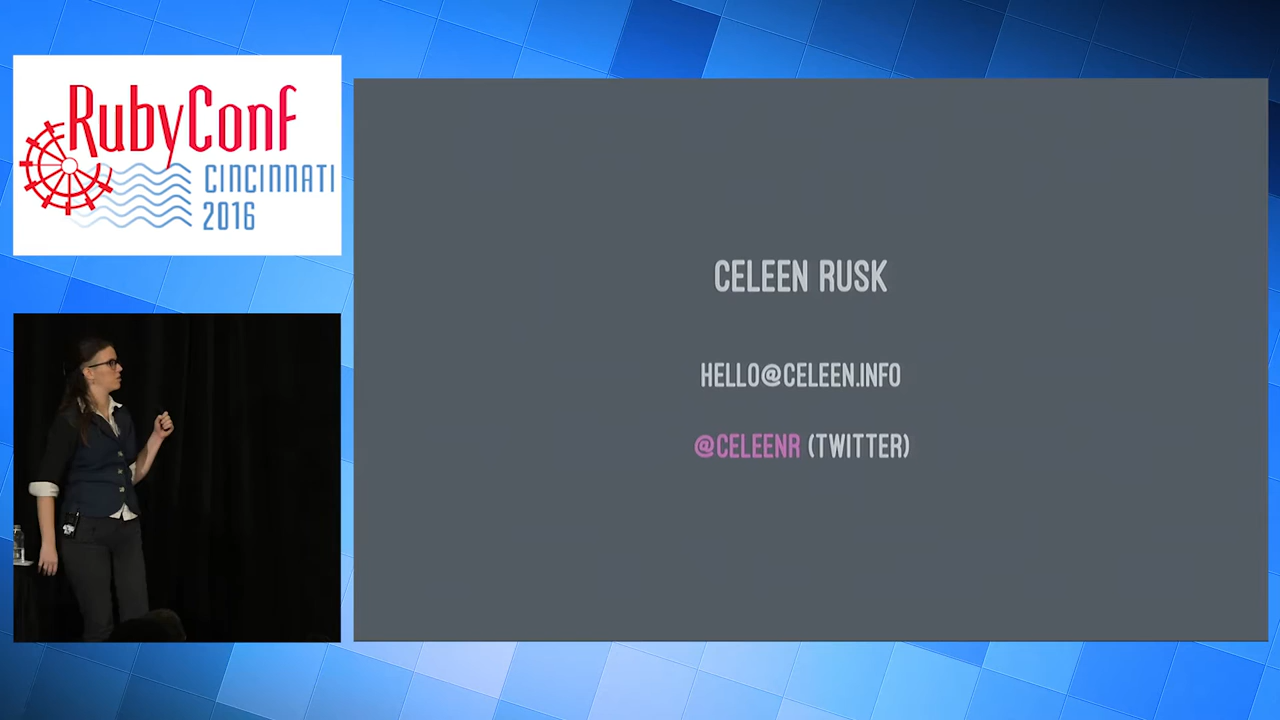 RubyConf
CINCINNATI
2016
CELEEN RUSK
HELLO@CELEEN.INFO
@CELEENR (TWITTER)